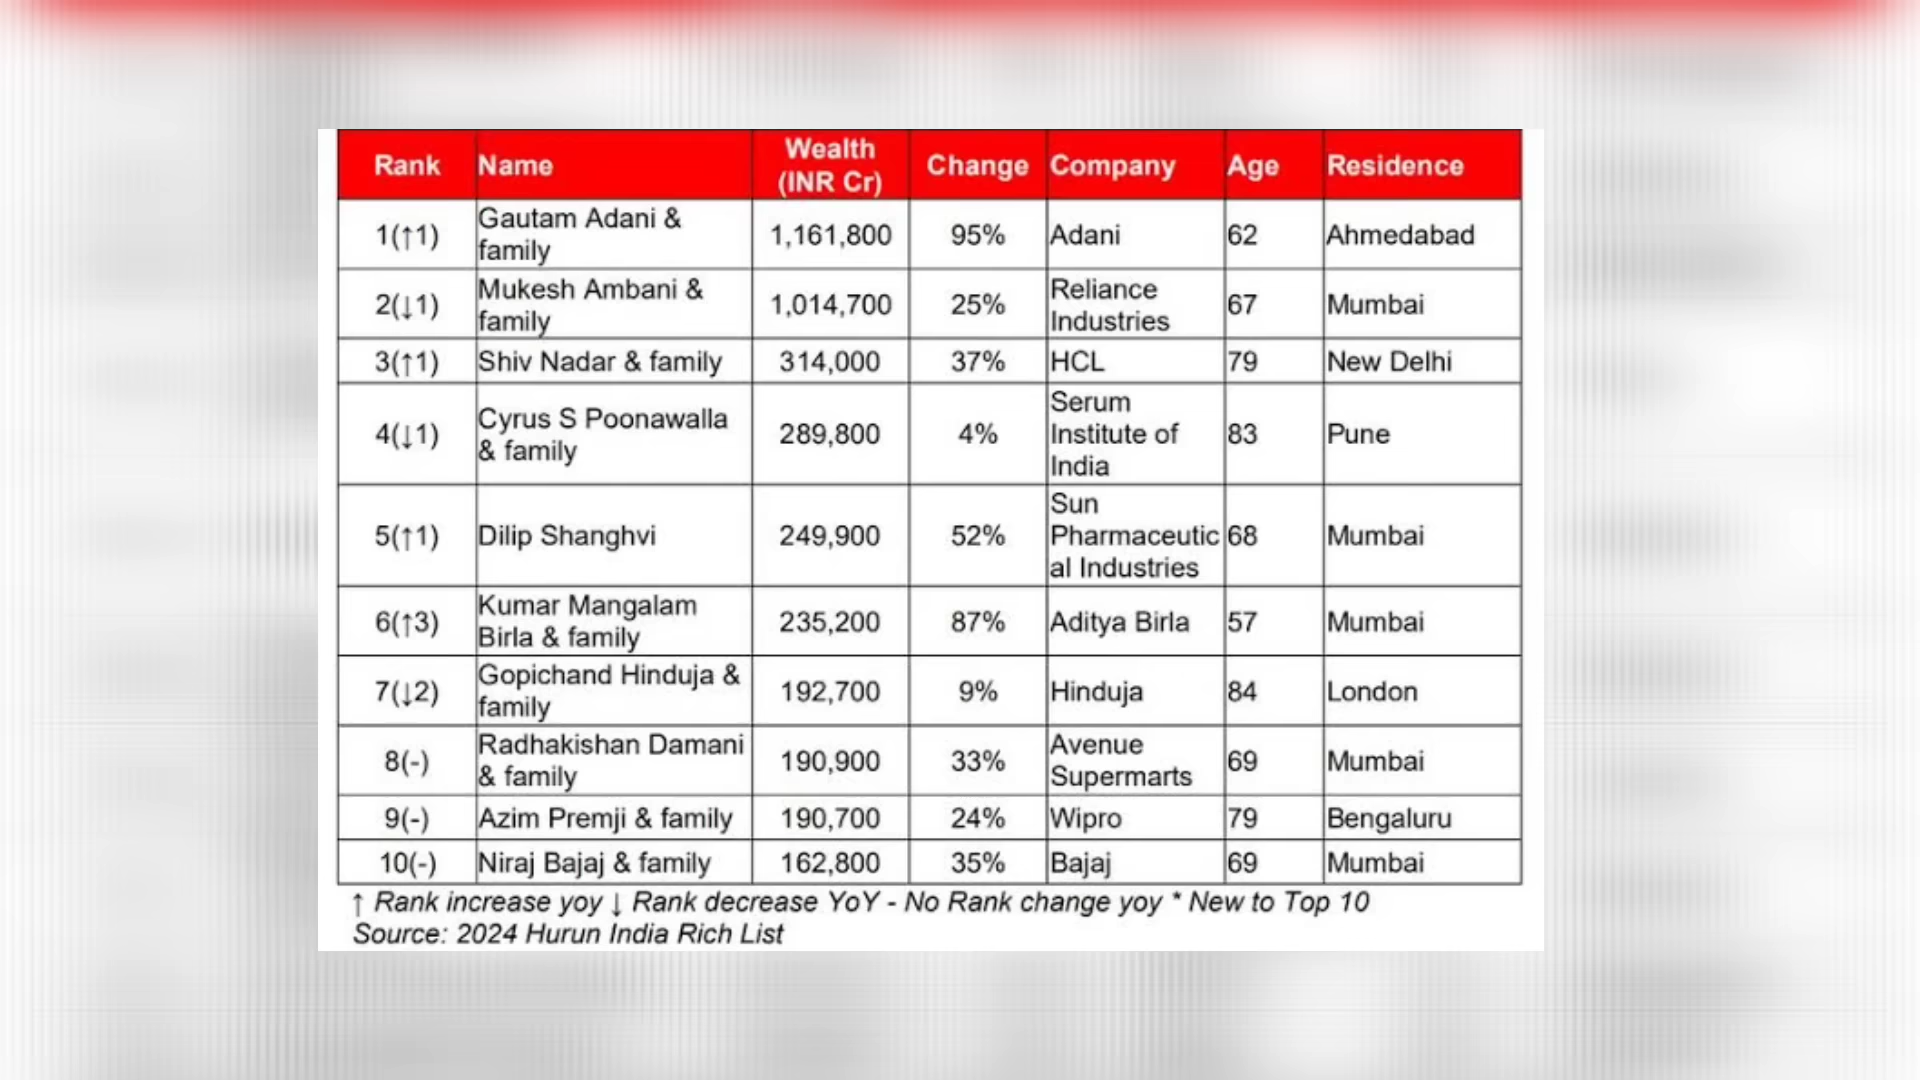 Rank Name Wealth (INR Cr) Change Company Age Residence
1(↑1) Gautam Adani & family 1,161,800 95% Adani 62 Ahmedabad
2(↓1) Mukesh Ambani & family 1,014,700 25% Reliance Industries 67 Mumbai
3(↑1) Shiv Nadar & family 314,000 37% HCL 79 New Delhi
4(↓1) Cyrus S Poonawalla & family 289,800 4% Serum Institute of India 83 Pune
5(↑1) Dilip Shanghvi 249,900 52% Sun Pharmaceutical Industries 68 Mumbai
6(↑3) Kumar Mangalam Birla & family 235,200 87% Aditya Birla 57 Mumbai
7(↓2) Gopichand Hinduja & family 192,700 9% Hinduja 84 London
8(-) Radhakishan Damani & family 190,900 33% Avenue Supermarts 69 Mumbai
9(-) Azim Premji & family 190,700 24% Wipro 79 Bengaluru
10(-) Niraj Bajaj & family 162,800 35% Bajaj 69 Mumbai
↑ Rank increase yoy ↓ Rank decrease YoY - No Rank change yoy * New to Top 10
Source: 2024 Hurun India Rich List